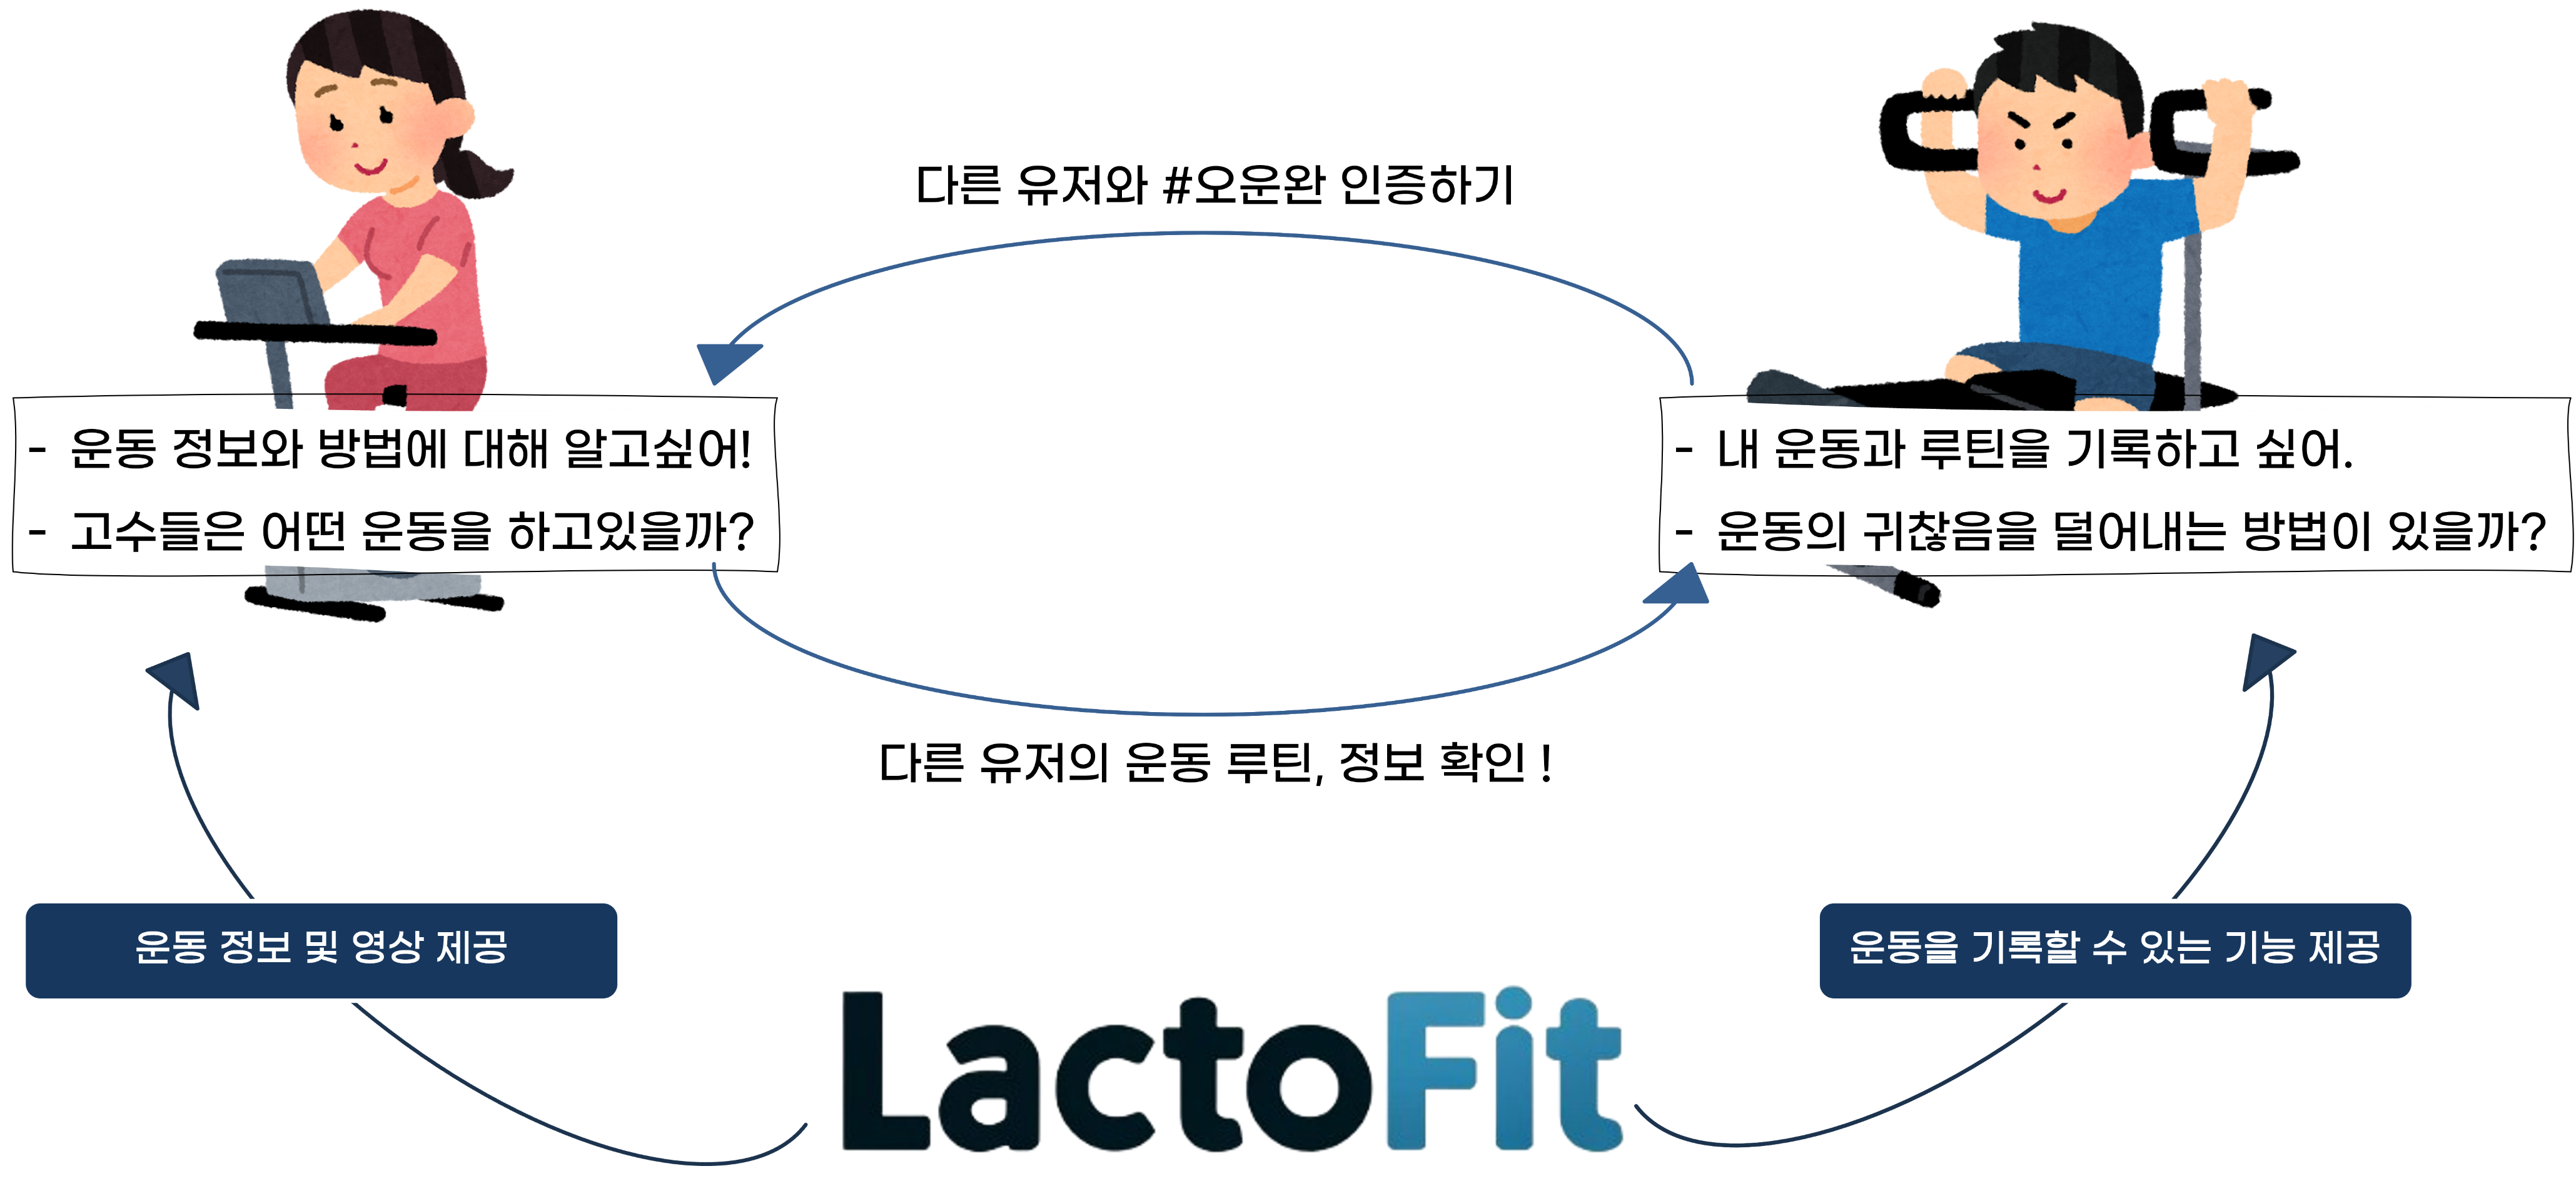 다른 유저와 #오운완 인증하기
- 운동 정보와 방법에 대해 알고싶어!
- 고수들은 어떤 운동을 하고있을까?
- 내 운동과 루틴을 기록하고 싶어.
- 운동의 귀찮음을 덜어내는 방법이 있을까?
다른 유저의 운동 루틴, 정보 확인 !
운동 정보 및 영상 제공
운동을 기록할 수 있는 기능 제공
LactoFit